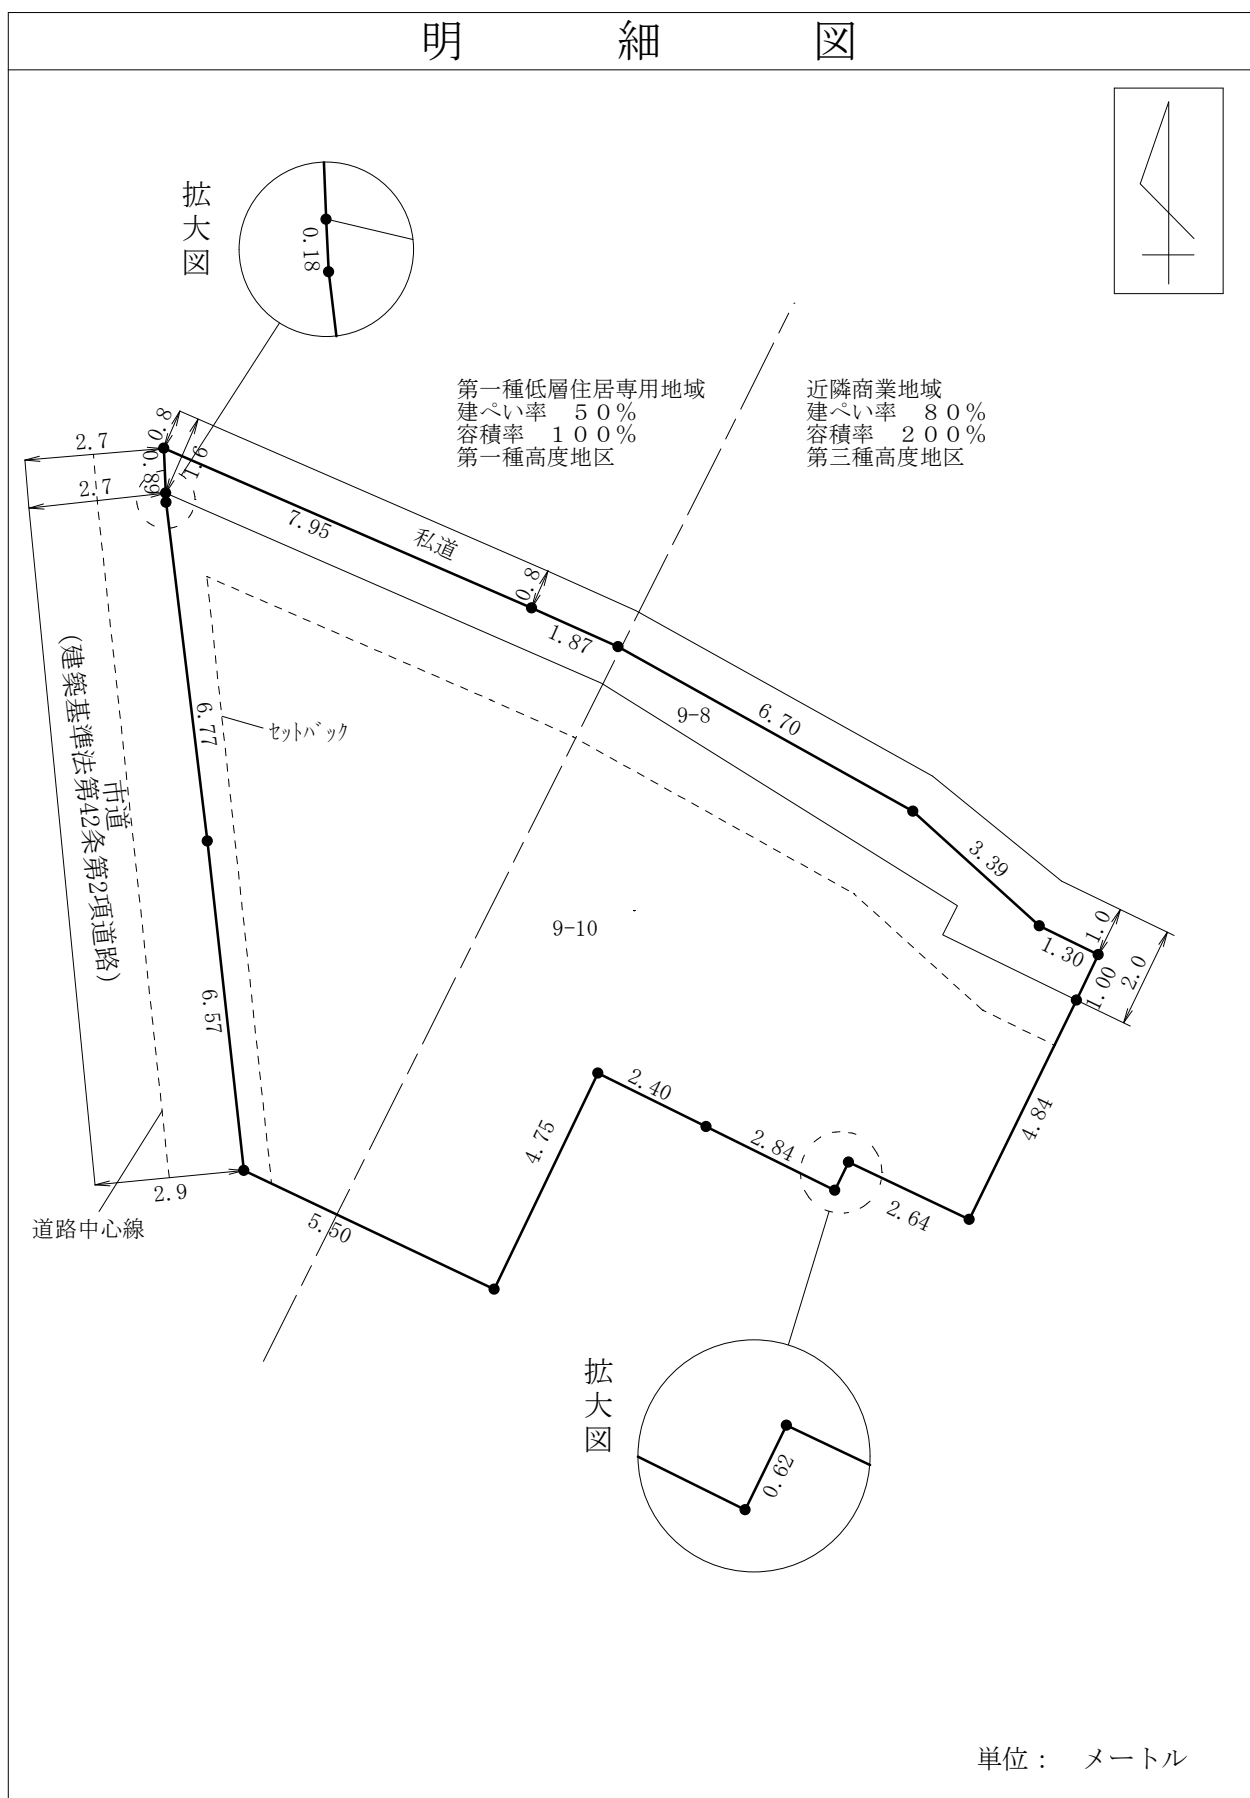 明細図
拡大図
0.18
第一種低層住居専用地域
建ぺい率　５０％
容積率　１００％
第一種高度地区
近隣商業地域
建ぺい率　８０％
容積率　２００％
第三種高度地区
0.8
2.7
0.89
1.6
2.7
7.95
私道
0.8
1.87
9-8
6.70
6.77
セットバック
市道
(建築基準法第42条第2項道路)
3.39
9-10
1.0
1.30
2.0
1.00
6.57
2.40
4.75
2.84
4.84
2.9
5.50
2.64
道路中心線
拡大図
0.62
単位：　メートル